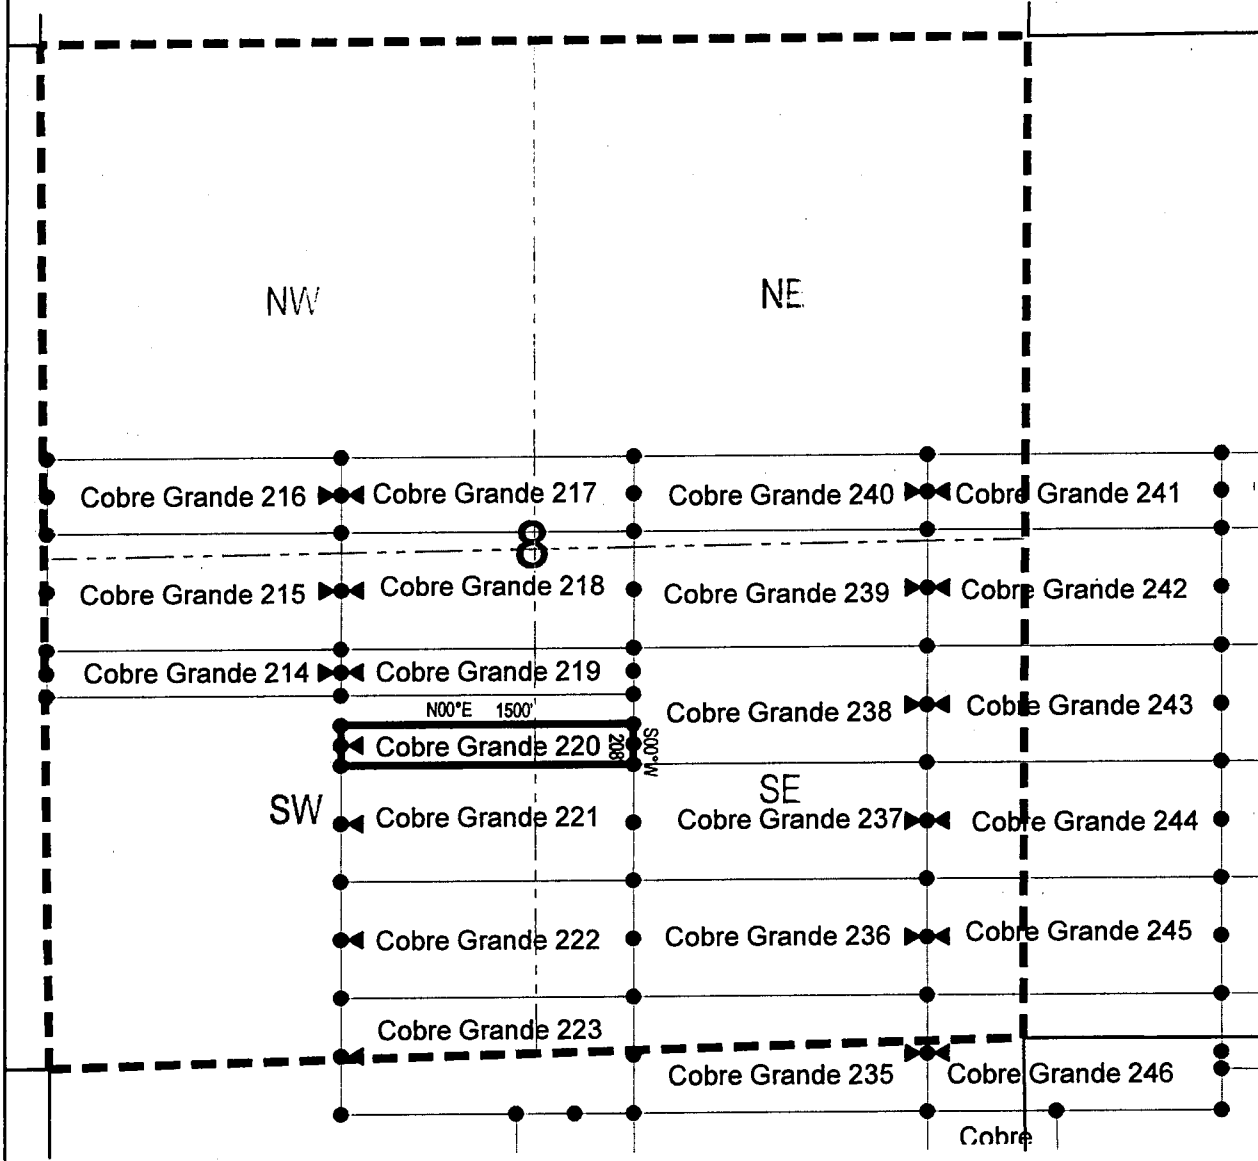 NW
NE
Cobre Grande 216
Cobre Grande 217
Cobre Grande 240
Cobre Grande 241
8
Cobre Grande 215
Cobre Grande 218
Cobre Grande 239
Cobre Grande 242
Cobre Grande 214
Cobre Grande 219
N00°E 1500'
Cobre Grande 238
Cobre Grande 243
Cobre Grande 220
208'
S00°W
SW
SE
Cobre Grande 221
Cobre Grande 237
Cobre Grande 244
Cobre Grande 222
Cobre Grande 236
Cobre Grande 245
Cobre Grande 223
Cobre Grande 235
Cobre Grande 246
Cobre